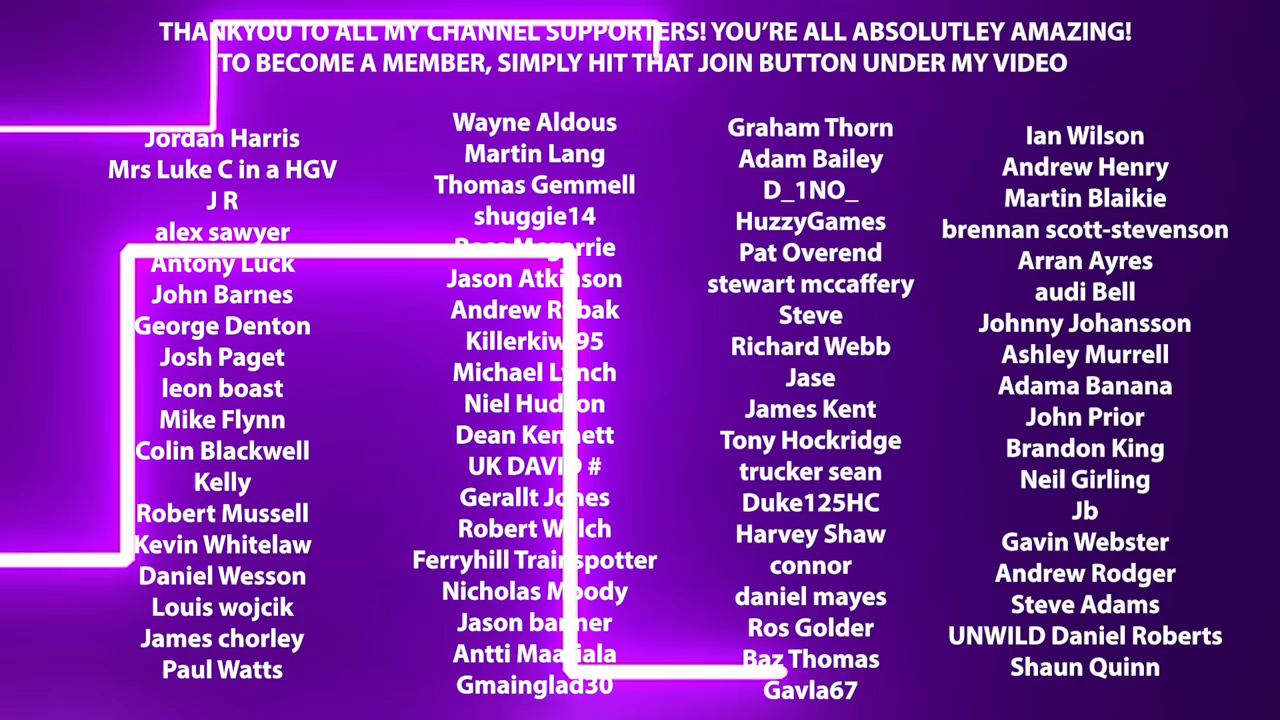 THANKYOU TO ALL MY CHANNEL SUPPORTERS! YOU'RE ALL ABSOLUTLEY AMAZING!
TO BECOME A MEMBER, SIMPLY HIT THAT JOIN BUTTON UNDER MY VIDEO
Jordan Harris
Mrs Luke C in a HGV
J R
alex sawyer
Antony Luck
John Barnes
George Denton
Josh Paget
leon boast
Mike Flynn
Colin Blackwell
Kelly
Robert Mussell
Kevin Whitelaw
Daniel Wesson
Louis wojcik
James chorley
Paul Watts
Wayne Aldous
Martin Lang
Thomas Gemmell
shuggie14
Jason Atkinson
Andrew
Michael Lynch
Niel Hudson
Dean Kennett
UK DAVID #
Gerallt Jones
Robert
Ferryhill Trainspotter
Nicholas Moody
Jason
Antti
Gmainglad30
Graham Thorn
Adam Bailey
D_1NO_
HuzzyGames
Pat Overend
stewart mccaffery
Steve
Richard Webb
Jase
James Kent
Tony Hockridge
trucker sean
Duke125HC
Harvey Shaw
connor
daniel mayes
Ros Golder
Baz Thomas
Gavla67
Ian Wilson
Andrew Henry
Martin Blaikie
brennan scott-stevenson
Arran Ayres
audi Bell
Johnny Johansson
Ashley Murrell
Adama Banana
John Prior
Brandon King
Neil Girling
Jb
Gavin Webster
Andrew Rodger
Steve Adams
UNWILD Daniel Roberts
Shaun Quinn